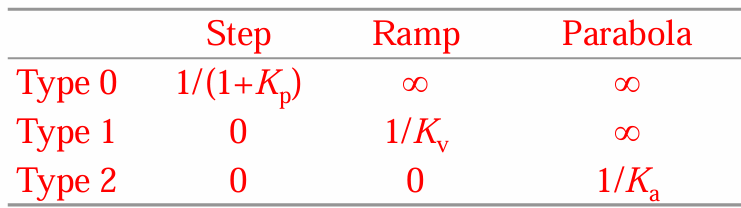 Step Ramp Parabola
Type 0 1/(1+Kp) ∞ ∞
Type 1 0 1/Kv ∞
Type 2 0 0 1/Ka